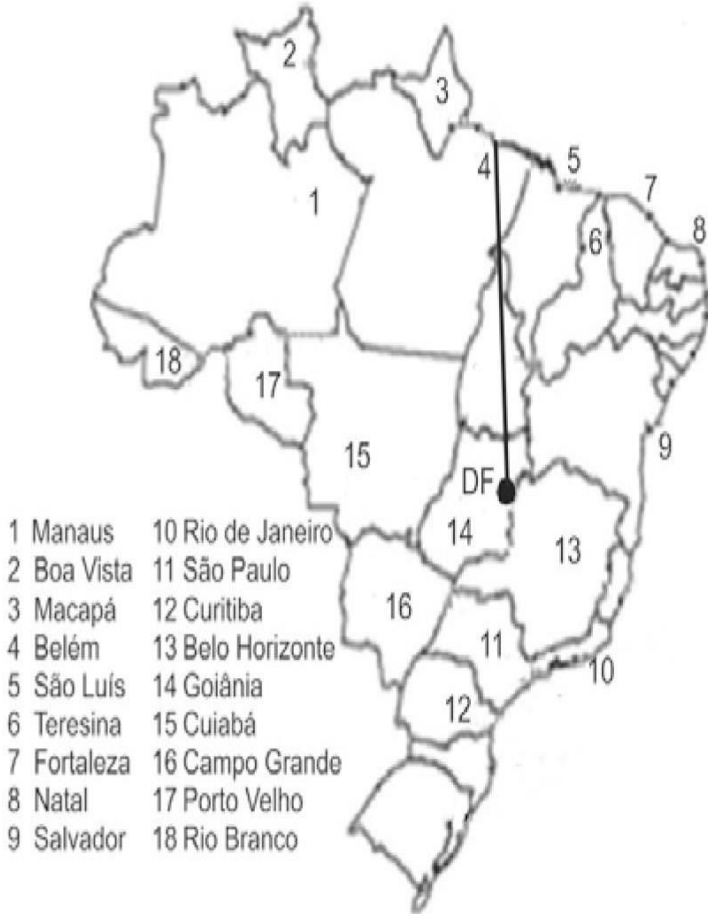 2
3
4
5
7
1
6
8
18
17
15
9
DF
14
13
16
11
10
12
1 Manaus
2 Boa Vista
3 Macapá
4 Belém
5 São Luís
6 Teresina
7 Fortaleza
8 Natal
9 Salvador
10 Rio de Janeiro
11 São Paulo
12 Curitiba
13 Belo Horizonte
14 Goiânia
15 Cuiabá
16 Campo Grande
17 Porto Velho
18 Rio Branco